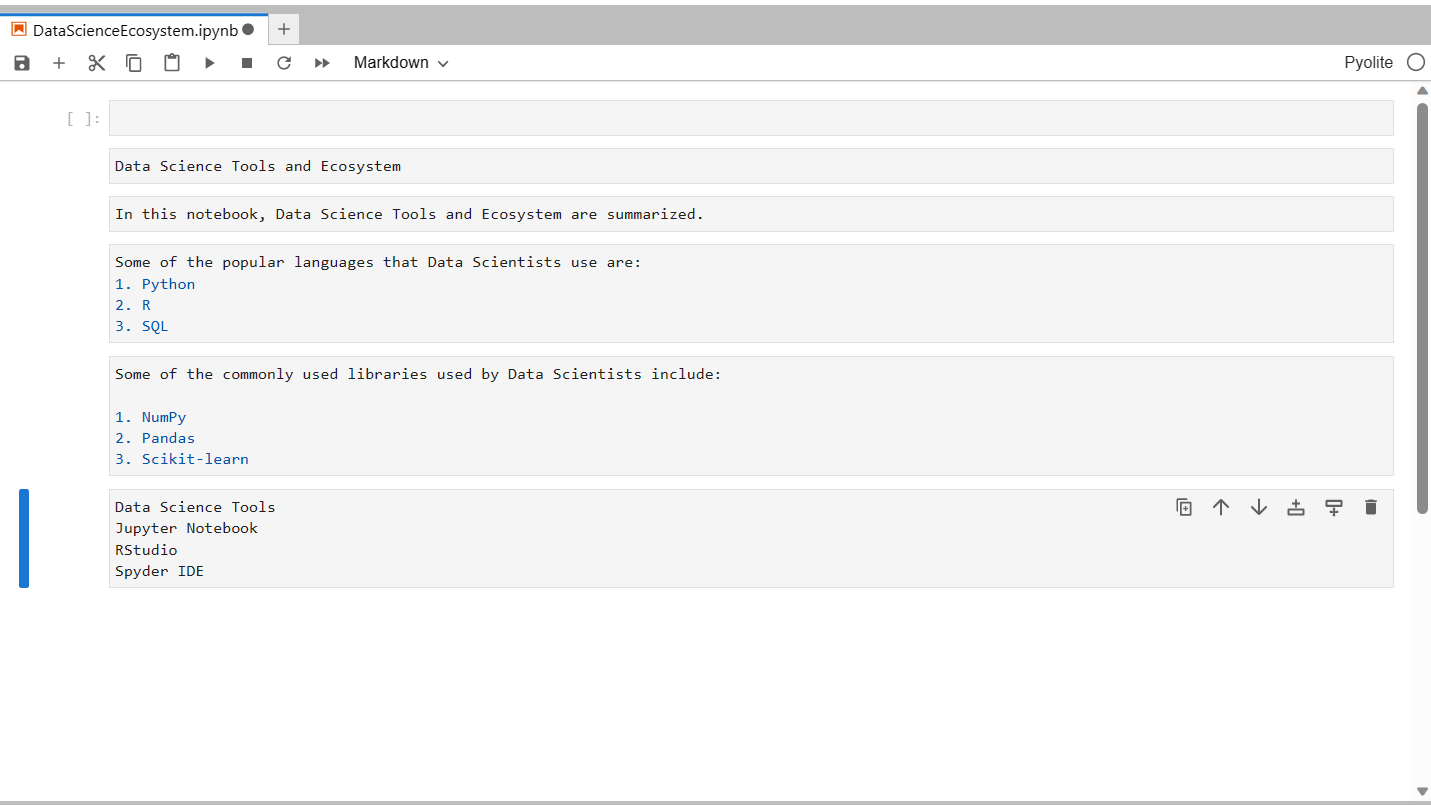 DataScienceEcosystem.ipynb
Markdown
Pyolite
[ ]:
Data Science Tools and Ecosystem
In this notebook, Data Science Tools and Ecosystem are summarized.
Some of the popular languages that Data Scientists use are:
1. Python
2. R
3. SQL
Some of the commonly used libraries used by Data Scientists include:
1. NumPy
2. Pandas
3. Scikit-learn
Data Science Tools
Jupyter Notebook
RStudio
Spyder IDE